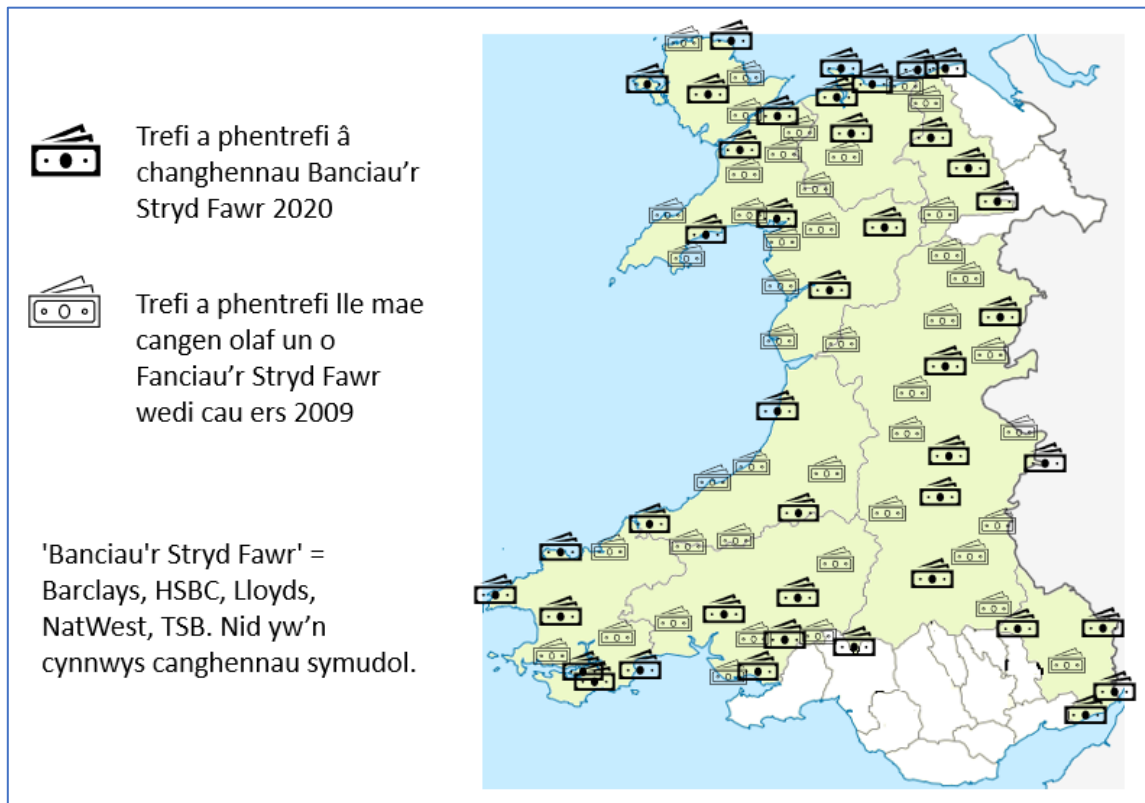 Trefi a phentrefi â
changhennau Banciau’r
Stryd Fawr 2020
Trefi a phentrefi lle mae
cangen olaf un o
Fanciau’r Stryd Fawr
wedi cau ers 2009
'Banciau'r Stryd Fawr' =
Barclays, HSBC, Lloyds,
NatWest, TSB. Nid yw’n
cynnwys canghennau symudol.